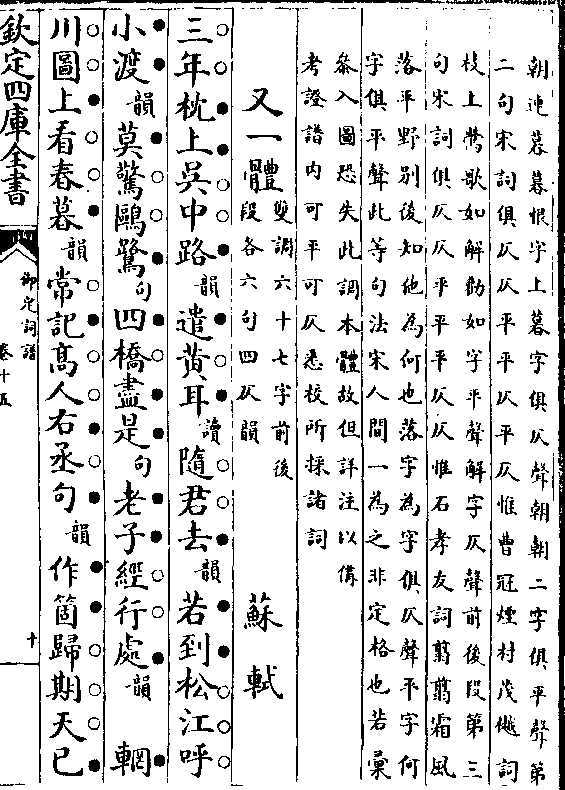 朝連暮暮恨字上暮字俱仄聲朝朝二字俱平聲第
二句宋詞俱仄仄平平仄平仄惟曹冠煙村茂樾詞
枝上鶯歌如解勸如字平聲解字仄聲前後段第三
句宋詞俱仄仄平平平仄仄惟石孝友詞翦翦霜風
落平野別後知他為何也落字為字俱仄聲平字何
字俱平聲此等句法宋人間一為之非定格也若彙
叅入圖恐失此調本體故但詳注以備
考證譜内可平可仄悉校所採諸詞
又一體 雙調六十七字前後段各六句四仄韻 蘇軾
三年枕上吳中路韻遣黃耳讀隨君去韻若到松江呼
小渡韻莫驚鷗鷺句四橋盡是句老子經行處韻輞
川圖上看春暮韻常記高人右丞句韻作箇歸期天已
欽定四庫全書
御定詞譜
卷十五
十